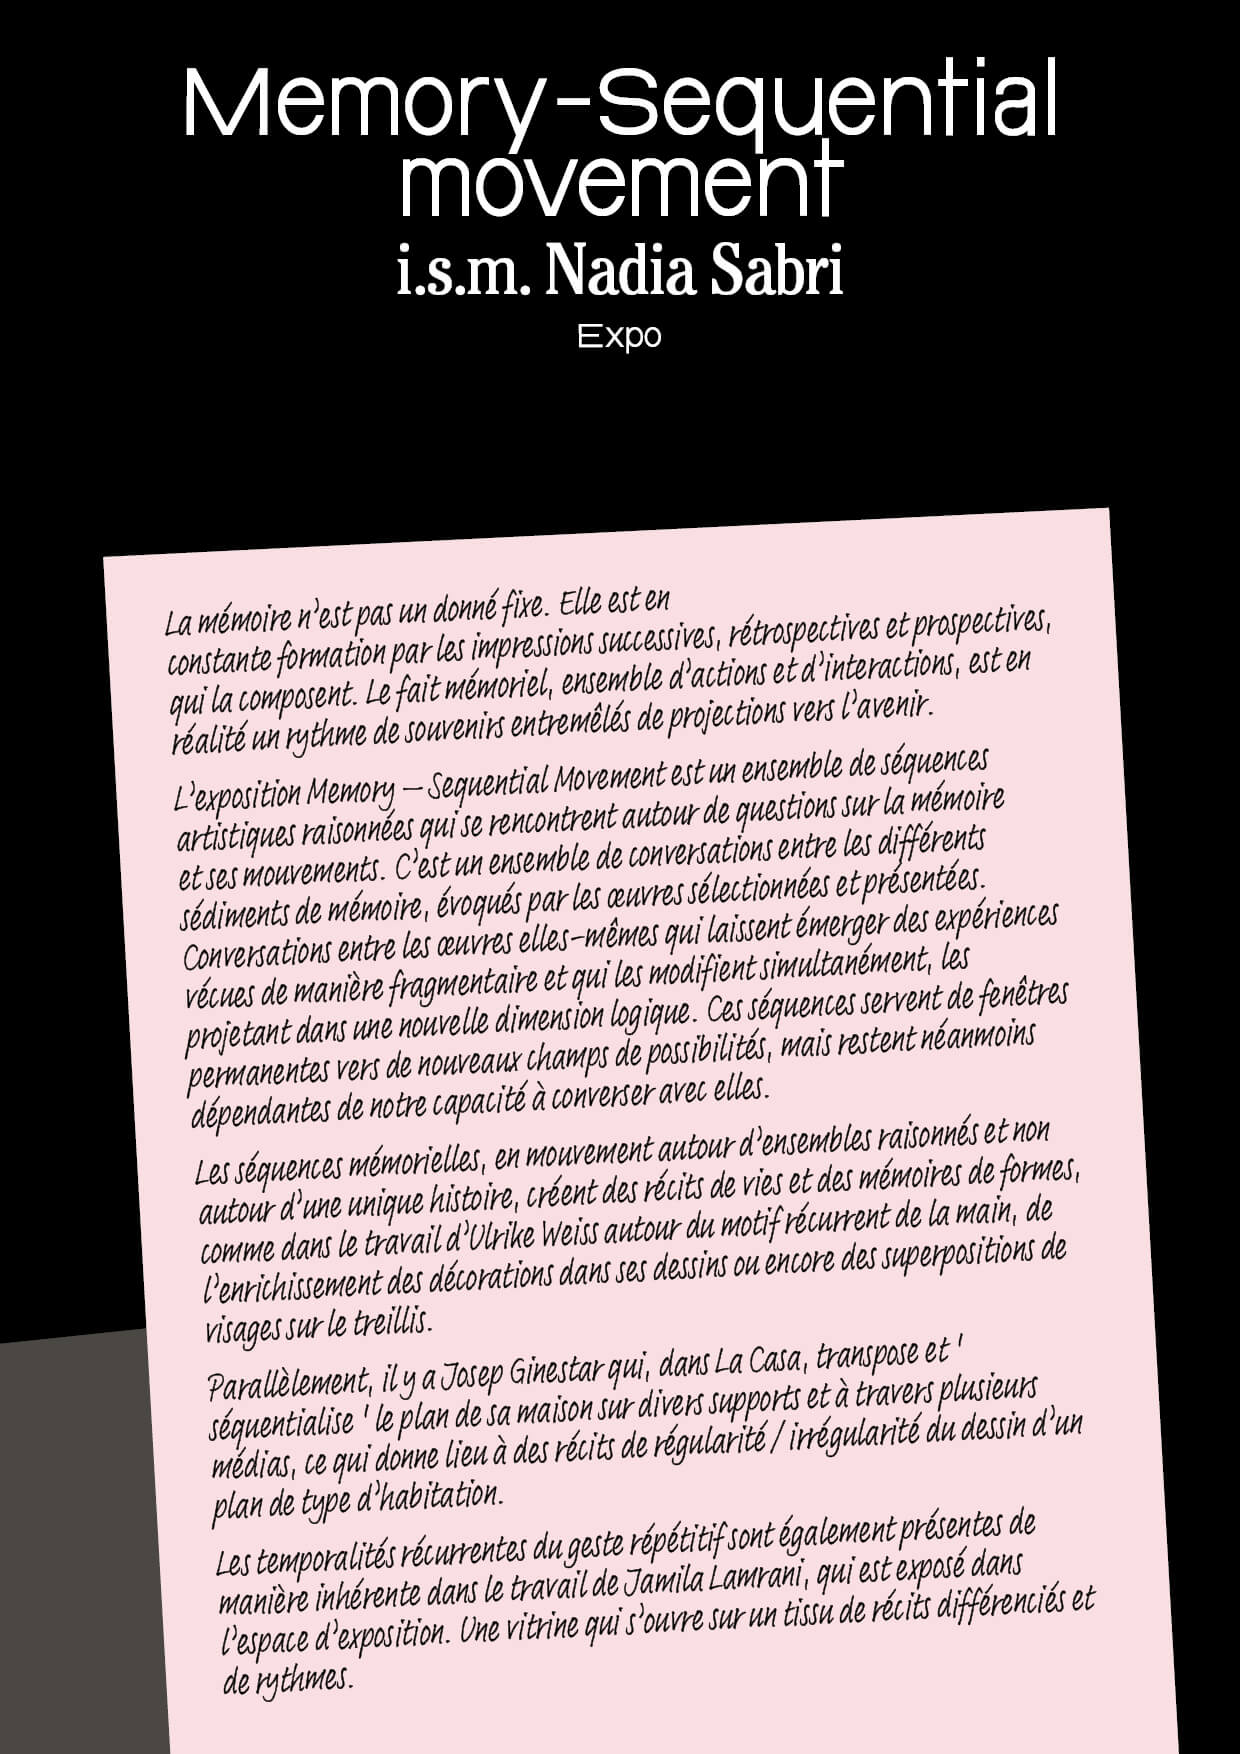 Memory-Sequential
movement
i.s.m. Nadia Sabri
Expo
La mémoire n'est pas un donné fixe. Elle est en
constante formation par les impressions successives, rétrospectives et prospectives,
qui la composent. Le fait mémoriel, ensemble d'actions et d'interactions, est en
réalité un rythme de souvenirs entremêlés de projections vers l'avenir.
L'exposition Memory – Sequential Movement est un ensemble de séquences
artistiques raisonnées qui se rencontrent autour de questions sur la mémoire
et ses mouvements. C'est un ensemble de conversations entre les différents
sédiments de mémoire, évoqués par les œuvres sélectionnées et présentées.
Conversations entre les œuvres elles-mêmes qui laissent émerger des expériences
vécues de manière fragmentaire et qui les modifient simultanément, les
projetant dans une nouvelle dimension logique. Ces séquences servent de fenêtres
permanentes vers de nouveaux champs de possibilités, mais restent néanmoins
dépendantes de notre capacité à converser avec elles.
Les séquences mémorielles, en mouvement autour d'ensembles raisonnés et non
autour d'une unique histoire, créent des récits de vies et des mémoires de formes,
comme dans le travail d'Ulrike Weiss autour du motif récurrent de la main, de
l'enrichissement des décorations dans ses dessins ou encore des superpositions de
visages sur le treillis.
Parallèlement, il y a Josep Ginestar qui, dans La Casa, transpose et '
séquentialise ' le plan de sa maison sur divers supports et à travers plusieurs
médias, ce qui donne lieu à des récits de régularité / irrégularité du dessin d'un
plan de type d'habitation.
Les temporalités récurrentes du geste répétitif sont également présentes de
manière inhérente dans le travail de Jamila Lamrani, qui est exposé dans
l'espace d'exposition. Une vitrine qui s'ouvre sur un tissu de récits différenciés et
de rythmes.